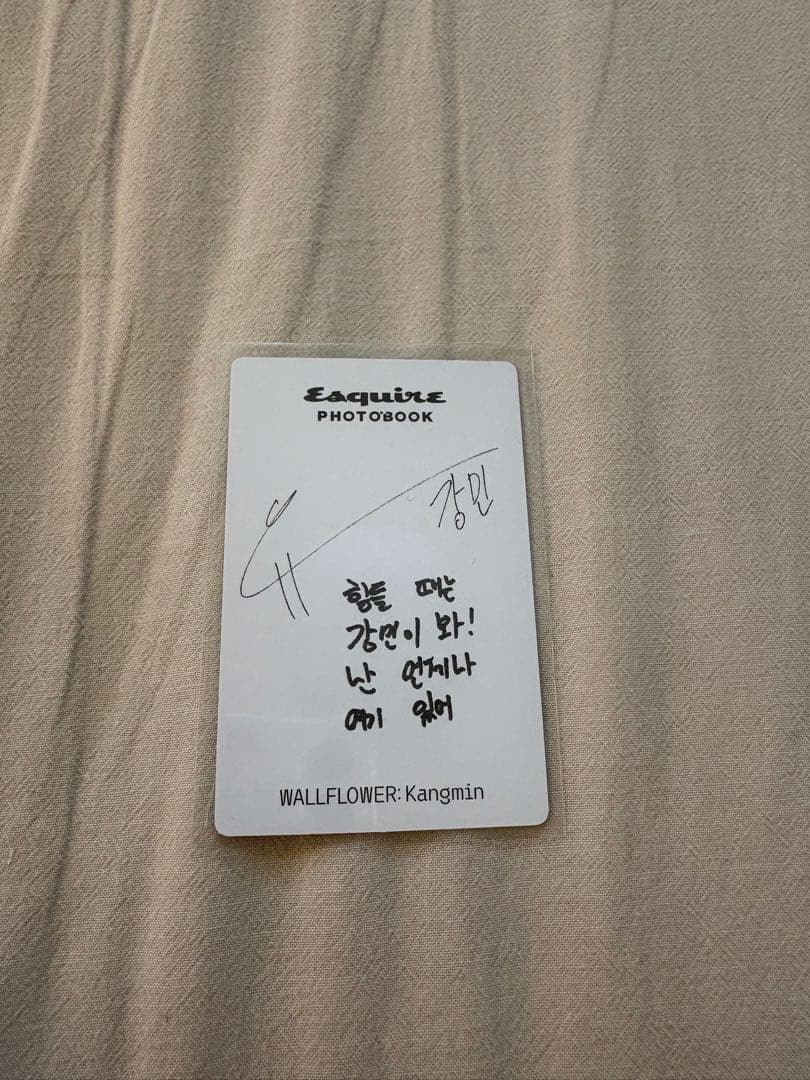 Esquire
PHOTOBOOK
강민
힘들 때는
강민이 봐!
난 언제나
여기 있어
WALLFLOWER: Kangmin